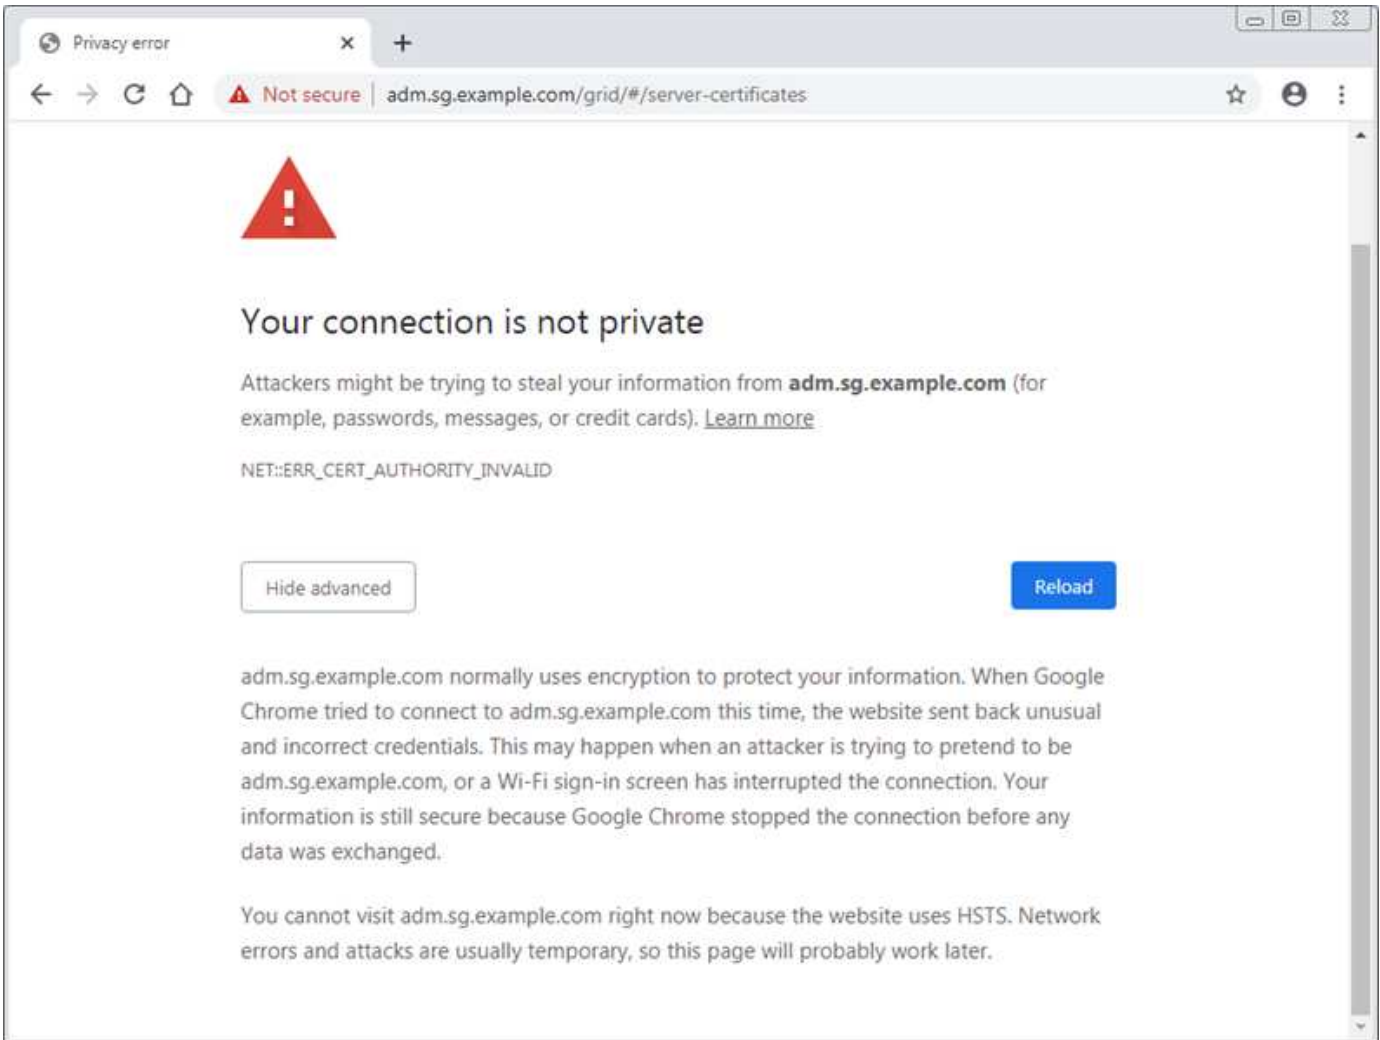 Privacy error
Not secure adm.sg.example.com/grid/#/server-certificates
Your connection is not private
Attackers might be trying to steal your information from adm.sg.example.com (for
example, passwords, messages, or credit cards). Learn more
NET::ERR_CERT_AUTHORITY_INVALID
Hide advanced
Reload
adm.sg.example.com normally uses encryption to protect your information. When Google
Chrome tried to connect to adm.sg.example.com this time, the website sent back unusual
and incorrect credentials. This may happen when an attacker is trying to pretend to be
adm.sg.example.com, or a Wi-Fi sign-in screen has interrupted the connection. Your
information is still secure because Google Chrome stopped the connection before any
data was exchanged.
You cannot visit adm.sg.example.com right now because the website uses HSTS. Network
errors and attacks are usually temporary, so this page will probably work later.